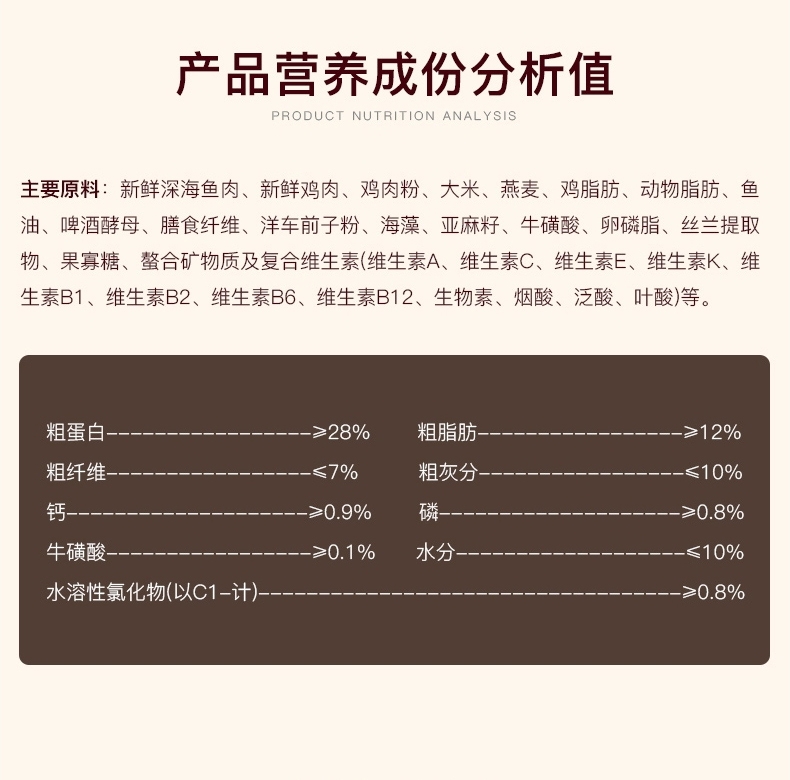 产品营养成份分析值
PRODUCT NUTRITION ANALYSIS
主要原料：新鲜深海鱼肉、新鲜鸡肉、鸡肉粉、大米、燕麦、鸡脂肪、动物脂肪、鱼
油、啤酒酵母、膳食纤维、洋车前子粉、海藻、亚麻籽、牛磺酸、卵磷脂、丝兰提取
物、果寡糖、螯合矿物质及复合维生素(维生素A、维生素C、维生素E、维生素K、维
生素B1、维生素B2、维生素B6、维生素B12、生物素、烟酸、泛酸、叶酸)等。
粗蛋白-----------------⩾28% 粗脂肪-----------------⩾12%
粗纤维-----------------⩽7% 粗灰分-----------------⩽10%
钙--------------------⩾0.9% 磷--------------------⩾0.8%
牛磺酸-----------------⩾0.1% 水分-------------------⩽10%
水溶性氯化物(以C1-计)-----------------------------------⩾0.8%